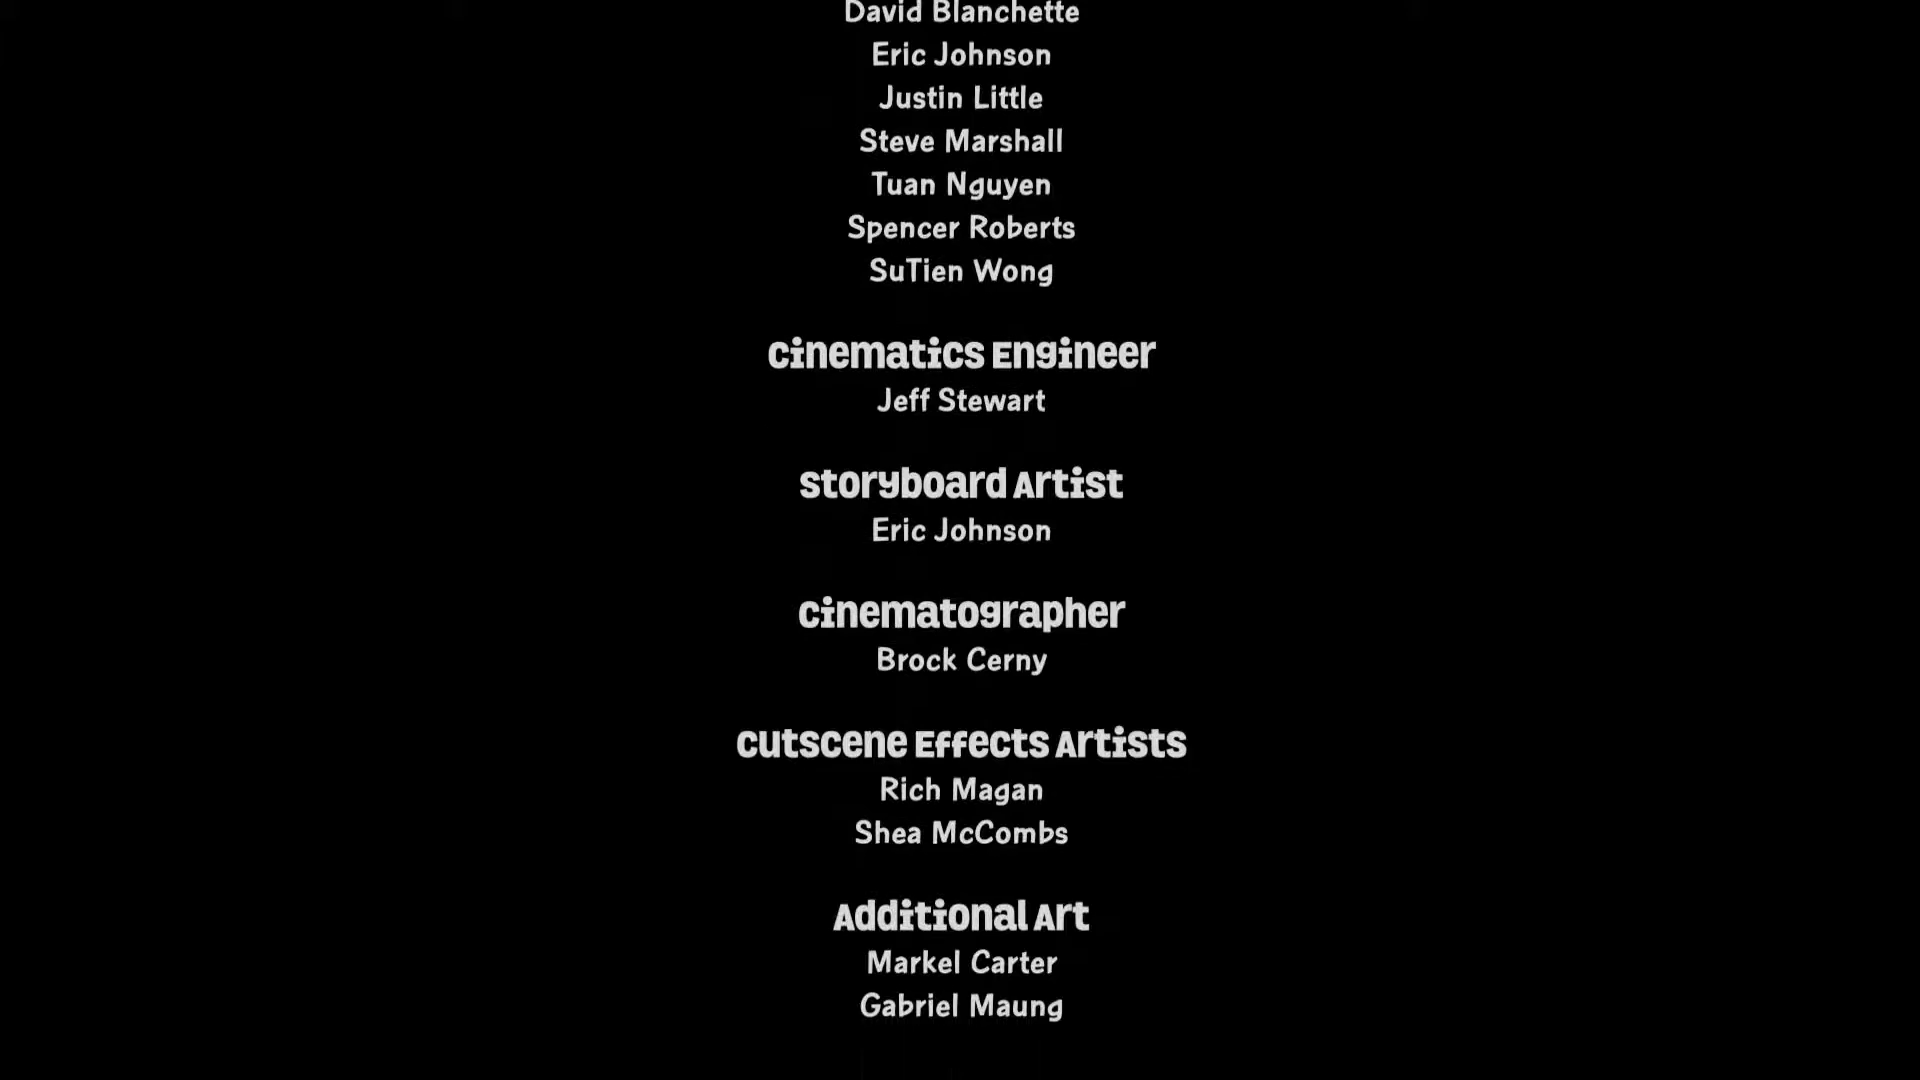 David Blanchette
Eric Johnson
Justin Little
Steve Marshall
Tuan Nguyen
Spencer Roberts
SuTien Wong
Cinematics Engineer
Jeff Stewart
Storyboard Artist
Eric Johnson
Cinematographer
Brock Cerny
Cutscene Effects Artists
Rich Magan
Shea McCombs
Additional Art
Markel Carter
Gabriel Maung